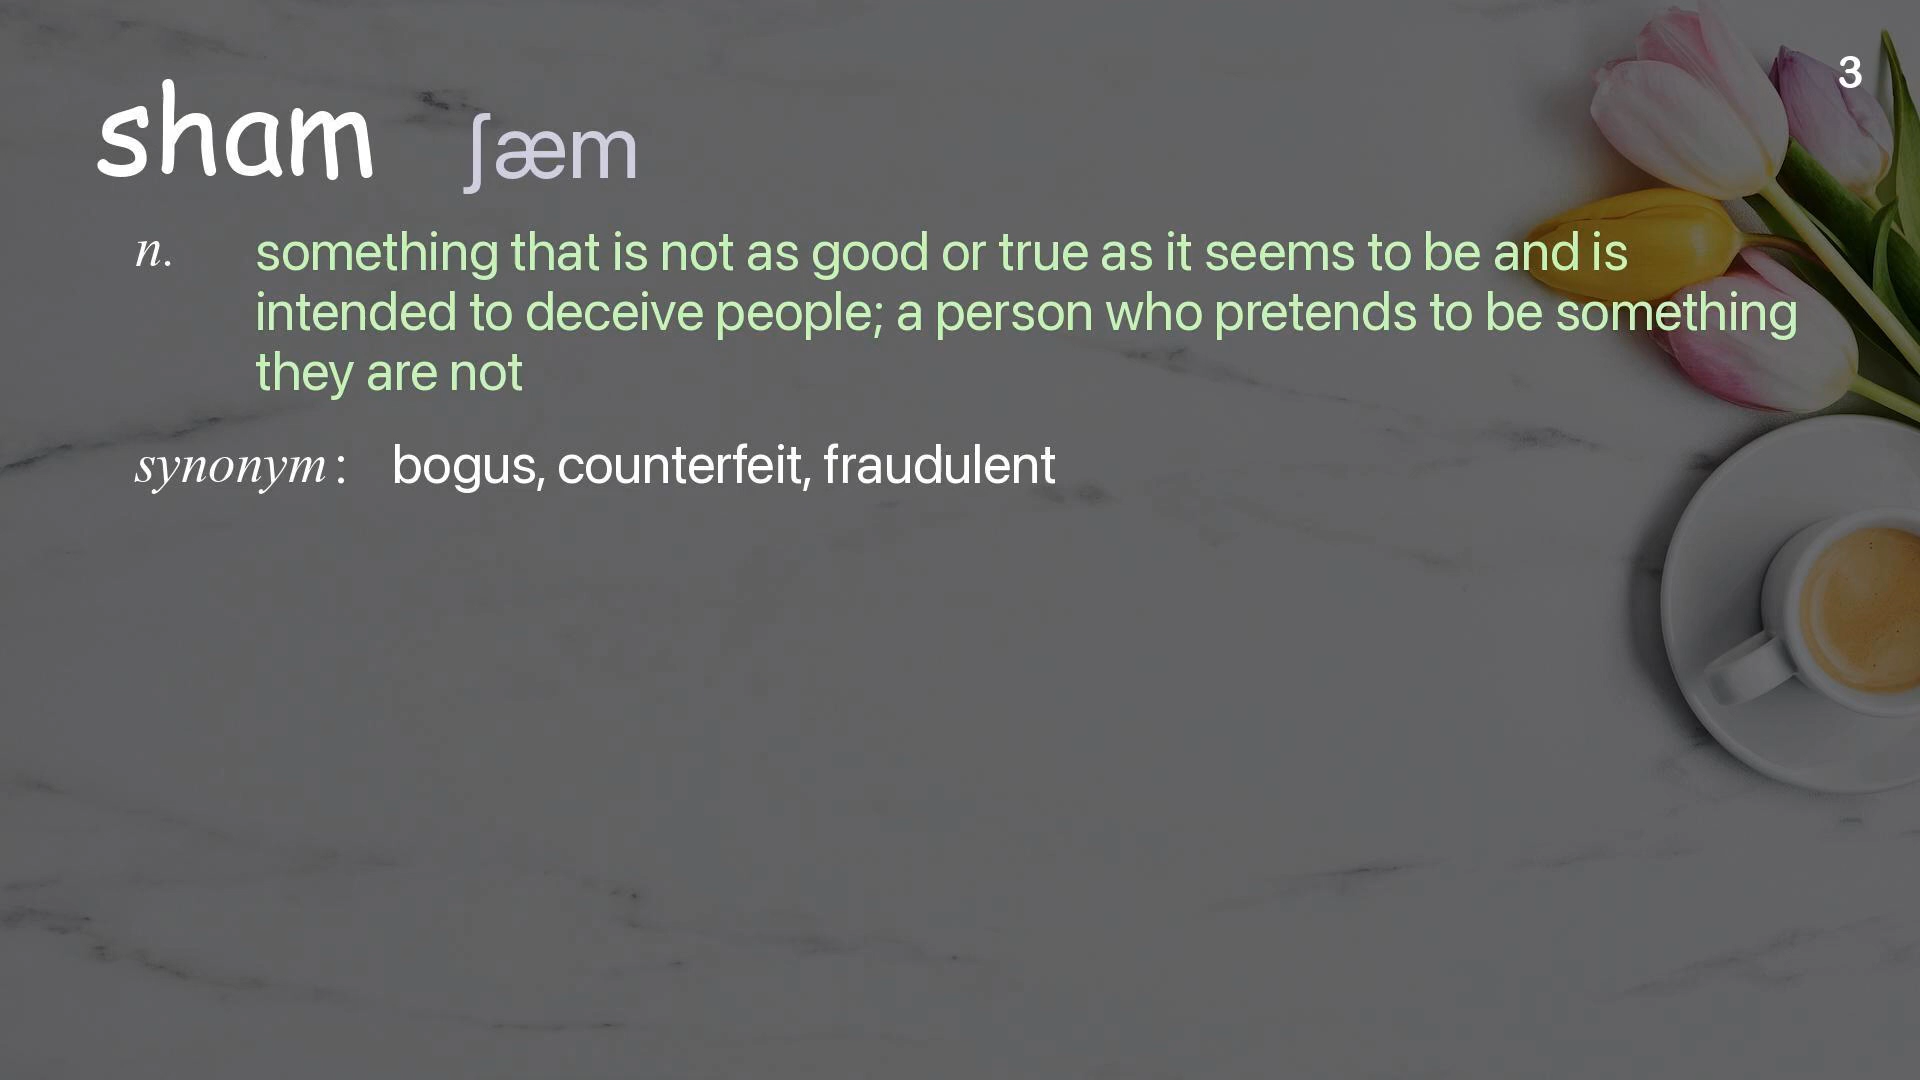 3
sham ʃæm
n. something that is not as good or true as it seems to be and is
intended to deceive people; a person who pretends to be something
they are not
synonym : bogus, counterfeit, fraudulent